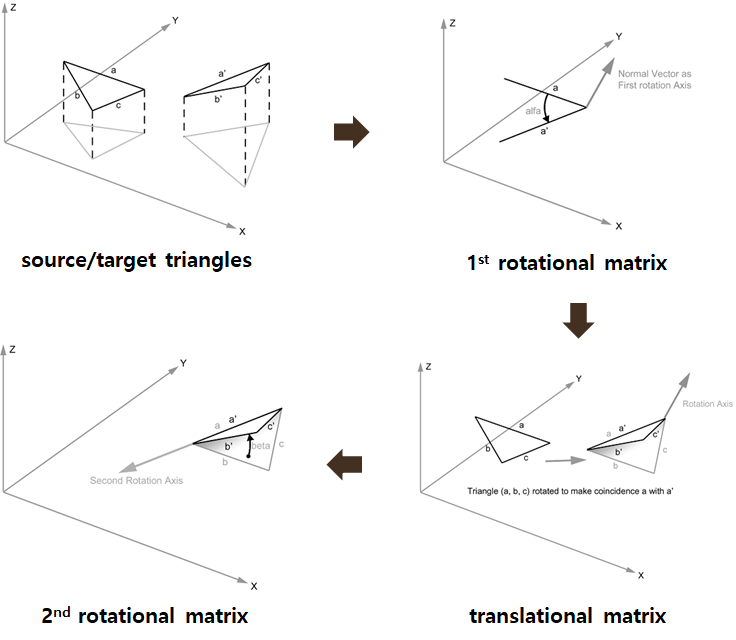 Z
Y
a
b
c
a'
c'
b'
X
source/target triangles
Z
Y
Normal Vector as
First rotation Axis
a
alfa
a'
X
1st rotational matrix
Z
Y
a'
a
c'
b'
beta
c
b
Second Rotation Axis
X
2nd rotational matrix
Z
Y
Rotation Axis
a
b
c
a'
a
c'
b'
c
b
Triangle (a, b, c) rotated to make coincidence a with a'
X
translational matrix